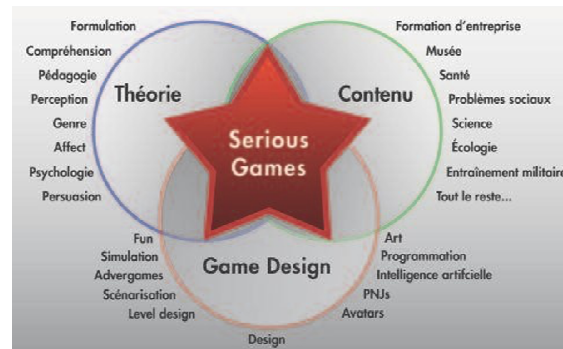 Formulation
Compréhension
Pédagogie
Perception
Genre
Affect
Psychologie
Persuasion
Théorie
Formation d'entreprise
Musée
Santé
Problèmes sociaux
Science
Écologie
Entraînement militaire
Tout le reste...
Contenu
Serious
Games
Game Design
Fun
Simulation
Advergames
Scénarisation
Level design
Design
Art
Programmation
Intelligence artifcielle
PNJs
Avatars